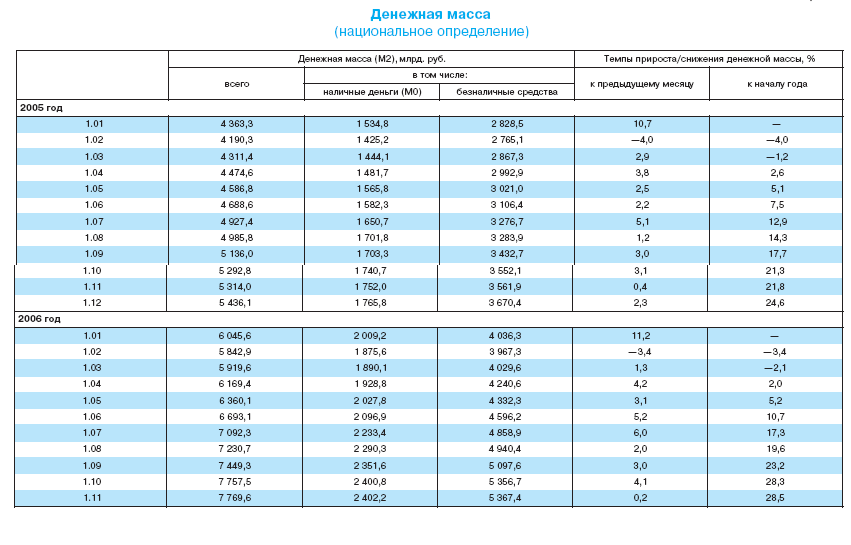 Денежная масса
(национальное определение)
Денежная масса (М2), млрд. руб. Темпы прироста/снижения денежной массы, %
всего в том числе: к предыдущему месяцу к началу года
наличные деньги (М0) безналичные средства
2005 год
1.01 4 363,3 1 534,8 2 828,5 10,7 —
1.02 4 190,3 1 425,2 2 765,1 —4,0 —4,0
1.03 4 311,4 1 444,1 2 867,3 2,9 —1,2
1.04 4 474,6 1 481,7 2 992,9 3,8 2,6
1.05 4 586,8 1 565,8 3 021,0 2,5 5,1
1.06 4 688,6 1 582,3 3 106,4 2,2 7,5
1.07 4 927,4 1 650,7 3 276,7 5,1 12,9
1.08 4 985,8 1 701,8 3 283,9 1,2 14,3
1.09 5 136,0 1 703,3 3 432,7 3,0 17,7
1.10 5 292,8 1 740,7 3 552,1 3,1 21,3
1.11 5 314,0 1 752,0 3 561,9 0,4 21,8
1.12 5 436,1 1 765,8 3 670,4 2,3 24,6
2006 год
1.01 6 045,6 2 009,2 4 036,3 11,2 —
1.02 5 842,9 1 875,6 3 967,3 —3,4 —3,4
1.03 5 919,6 1 890,1 4 029,6 1,3 —2,1
1.04 6 169,4 1 928,8 4 240,6 4,2 2,0
1.05 6 360,1 2 027,8 4 332,3 3,1 5,2
1.06 6 693,1 2 096,9 4 596,2 5,2 10,7
1.07 7 092,3 2 233,4 4 858,9 6,0 17,3
1.08 7 230,7 2 290,3 4 940,4 2,0 19,6
1.09 7 449,3 2 351,6 5 097,6 3,0 23,2
1.10 7 757,5 2 400,8 5 356,7 4,1 28,3
1.11 7 769,6 2 402,2 5 367,4 0,2 28,5